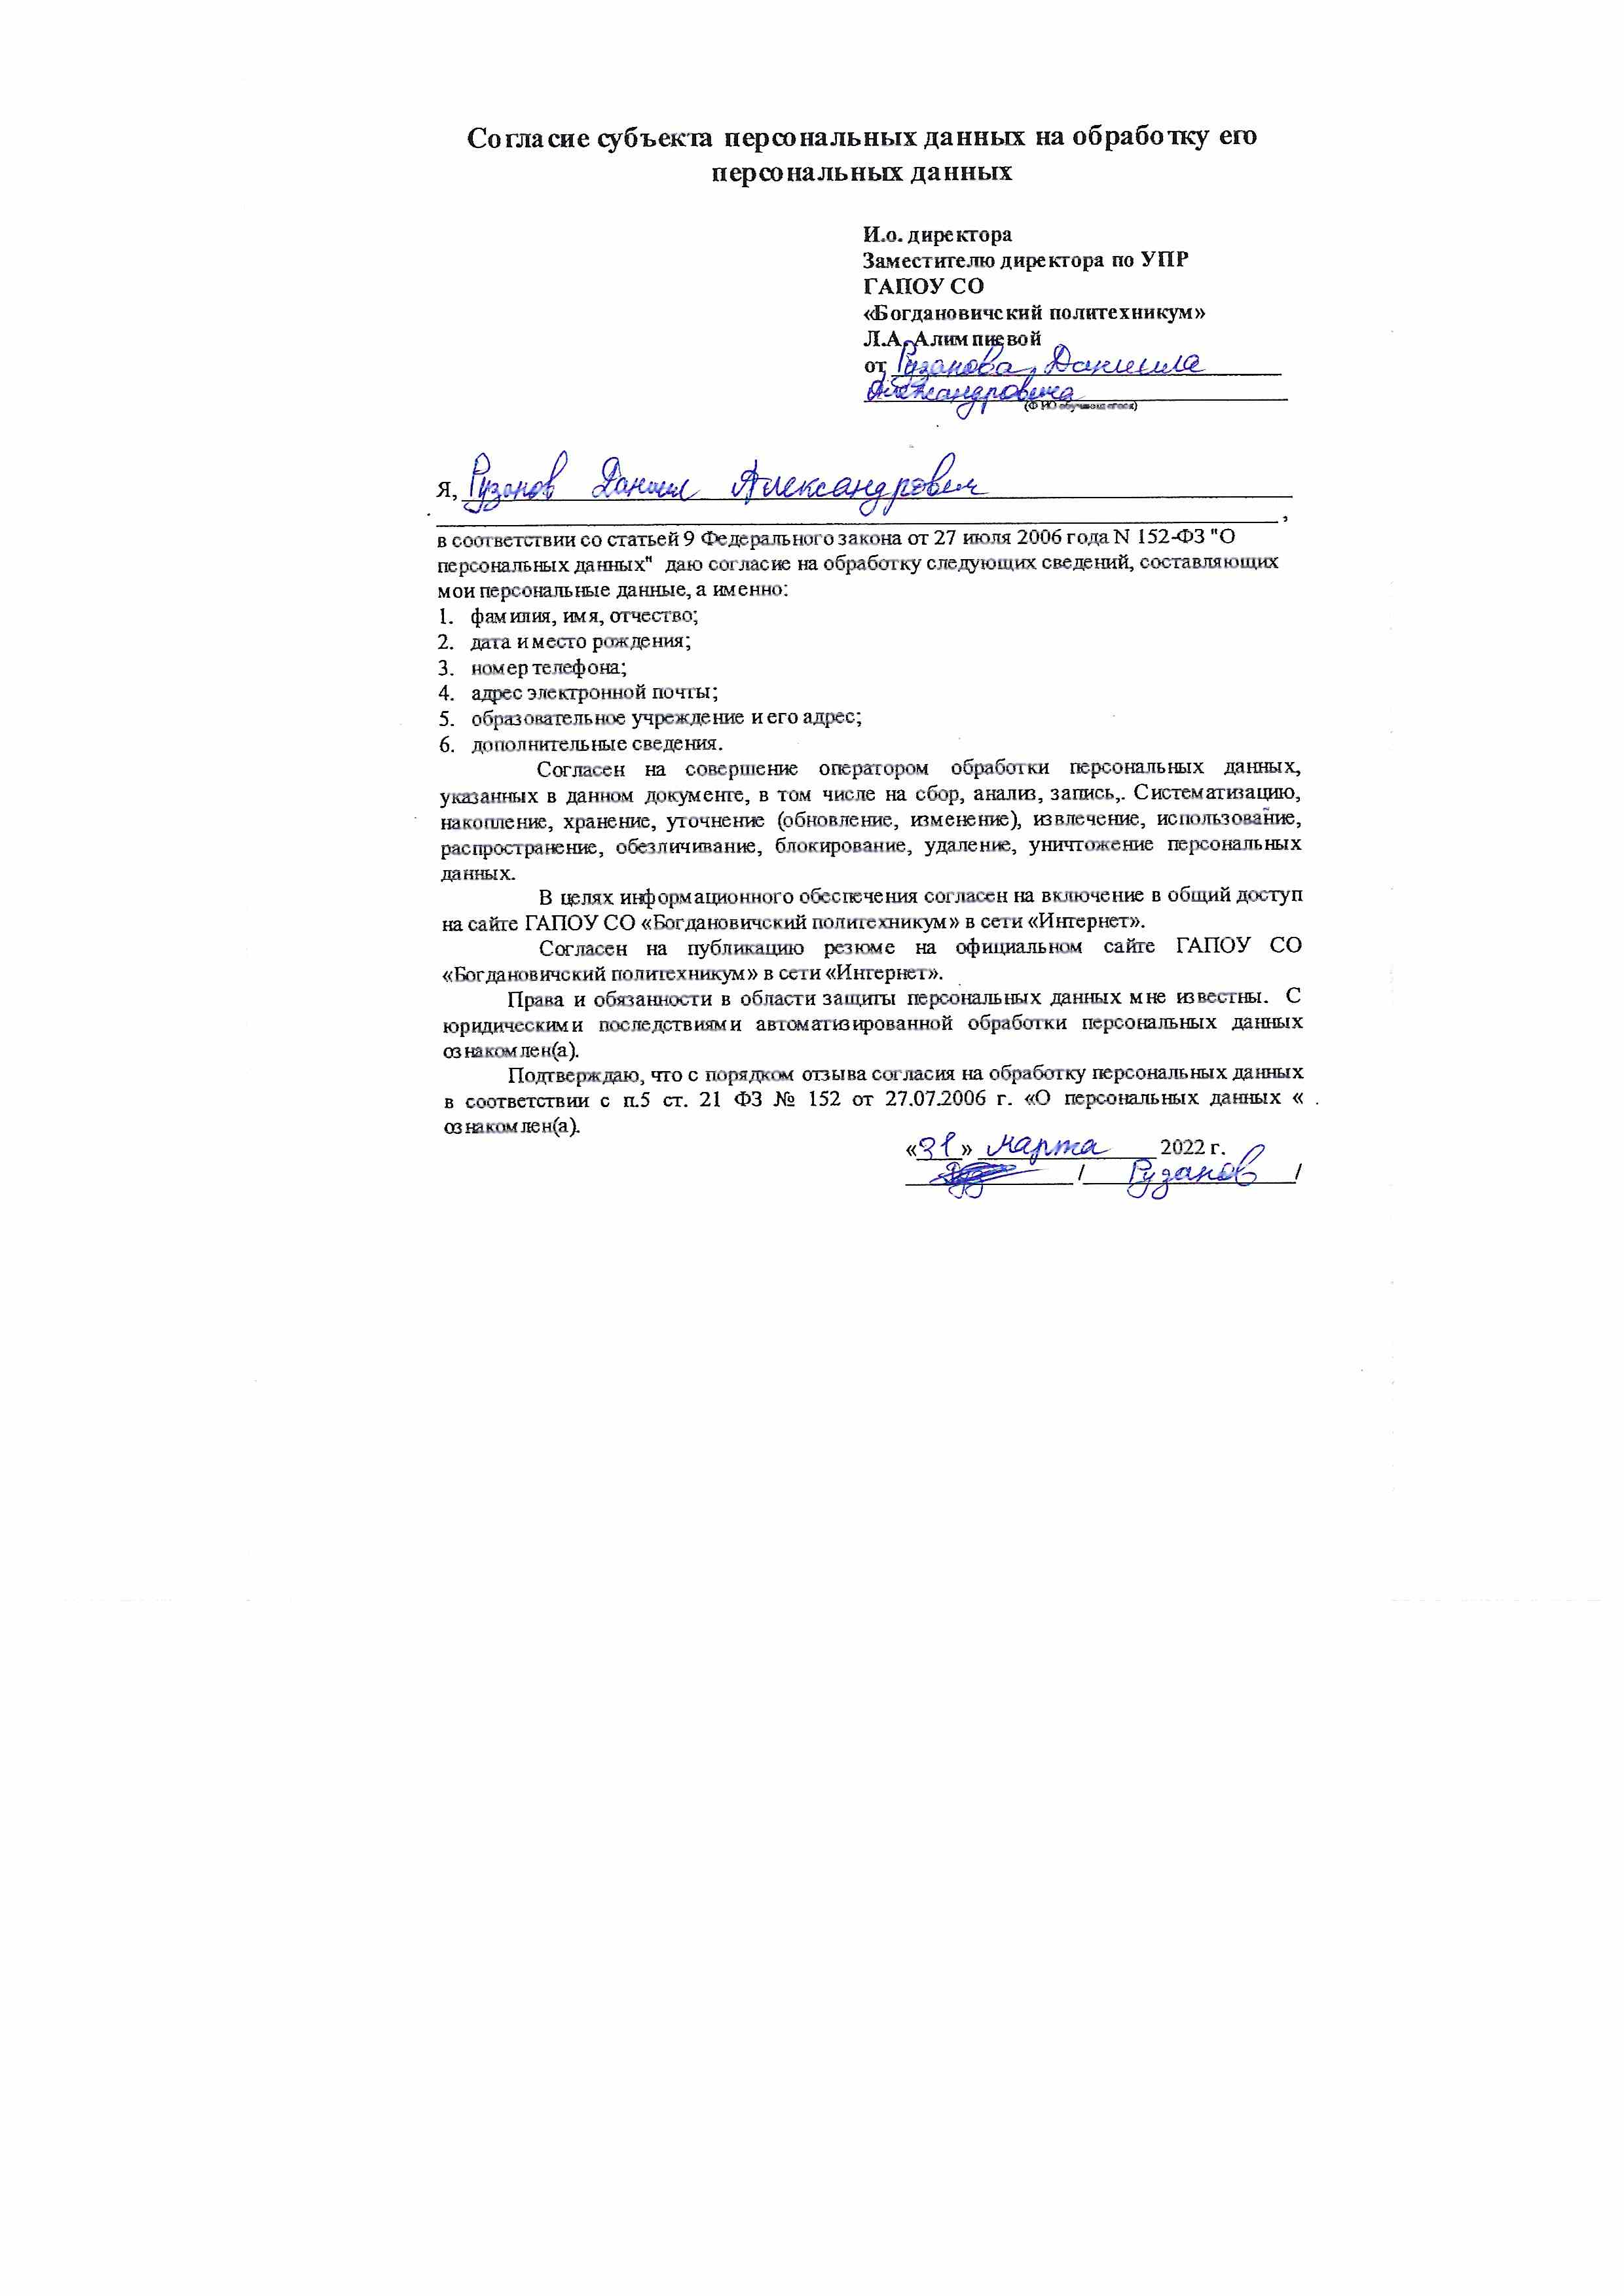 Согласие субъекта персональных данных на обработку его
персональных данных
И.о. директора
Заместителю директора по УПР
ГАПОУ СО
«Богдановичский политехникум»
Л.А. Алимпиевой
от Рузанова Даниила
Александровича
(ФИО обучающегося)
Я, Рузанов Даниил Александрович
,
в соответствии со статьей 9 Федерального закона от 27 июля 2006 года N 152-ФЗ "О
персональных данных" даю согласие на обработку следующих сведений, составляющих
мои персональные данные, а именно:
1. фамилия, имя, отчество;
2. дата и место рождения;
3. номер телефона;
4. адрес электронной почты;
5. образовательное учреждение и его адрес;
6. дополнительные сведения.
Согласен на совершение оператором обработки персональных данных,
указанных в данном документе, в том числе на сбор, анализ, запись,. Систематизацию,
накопление, хранение, уточнение (обновление, изменение), извлечение, использование,
распространение, обезличивание, блокирование, удаление, уничтожение персональных
данных.
В целях информационного обеспечения согласен на включение в общий доступ
на сайте ГАПОУ СО «Богдановичский политехникум» в сети «Интернет».
Согласен на публикацию резюме на официальном сайте ГАПОУ СО
«Богдановичский политехникум» в сети «Интернет».
Права и обязанности в области защиты персональных данных мне известны. С
юридическими последствиями автоматизированной обработки персональных данных
ознакомлен(а).
Подтверждаю, что с порядком отзыва согласия на обработку персональных данных
в соответствии с п.5 ст. 21 ФЗ № 152 от 27.07.2006 г. «О персональных данных «
ознакомлен(а).
«31» марта 2022 г.
/ Рузанов /